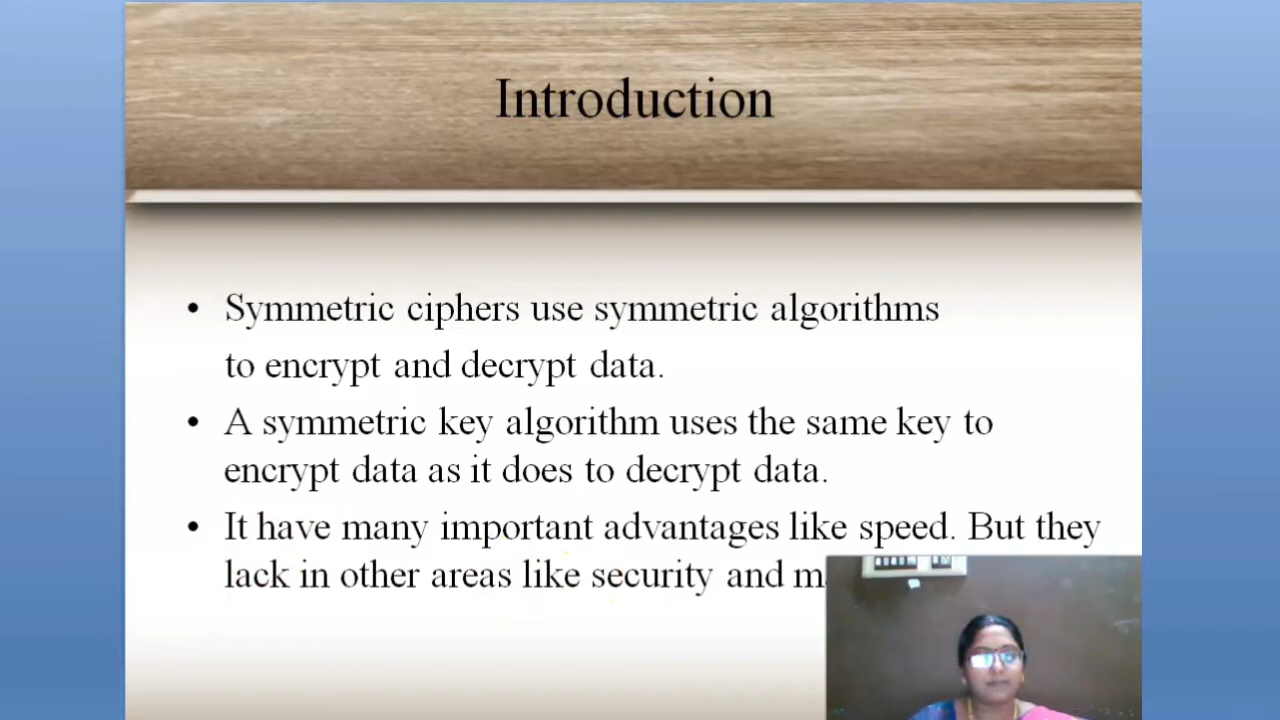 Introduction
• Symmetric ciphers use symmetric algorithms
to encrypt and decrypt data.
• A symmetric key algorithm uses the same key to
encrypt data as it does to decrypt data.
• It have many important advantages like speed. But they
lack in other areas like security and